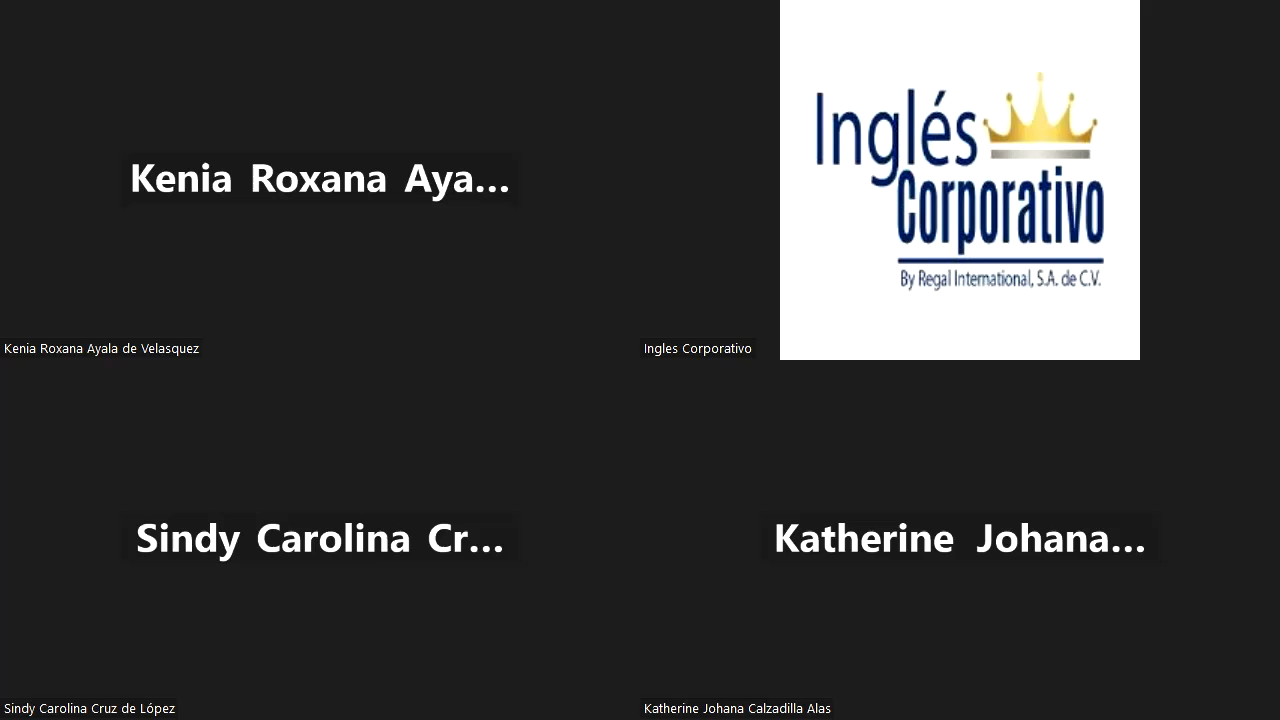 Kenia Roxana Aya...
Kenia Roxana Ayala de Velasquez
Inglés
Corporativo
By Regal International, S.A. de C.V.
Ingles Corporativo
Sindy Carolina Cr...
Sindy Carolina Cruz de López
Katherine Johana...
Katherine Johana Calzadilla Alas